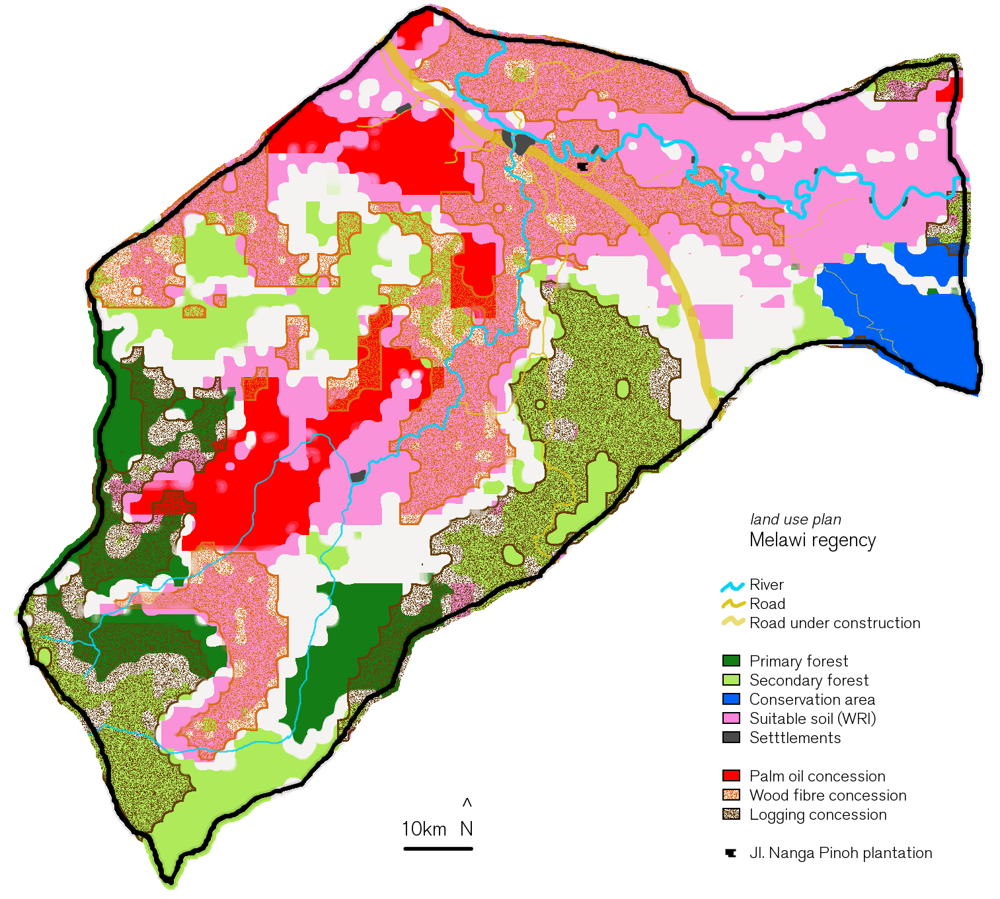 land use plan
Melawi regency
River
Road
Road under construction
Primary forest
Secondary forest
Conservation area
Suitable soil (WRI)
Setttlements
Palm oil concession
Wood fibre concession
Logging concession
Jl. Nanga Pinoh plantation
^
10km N